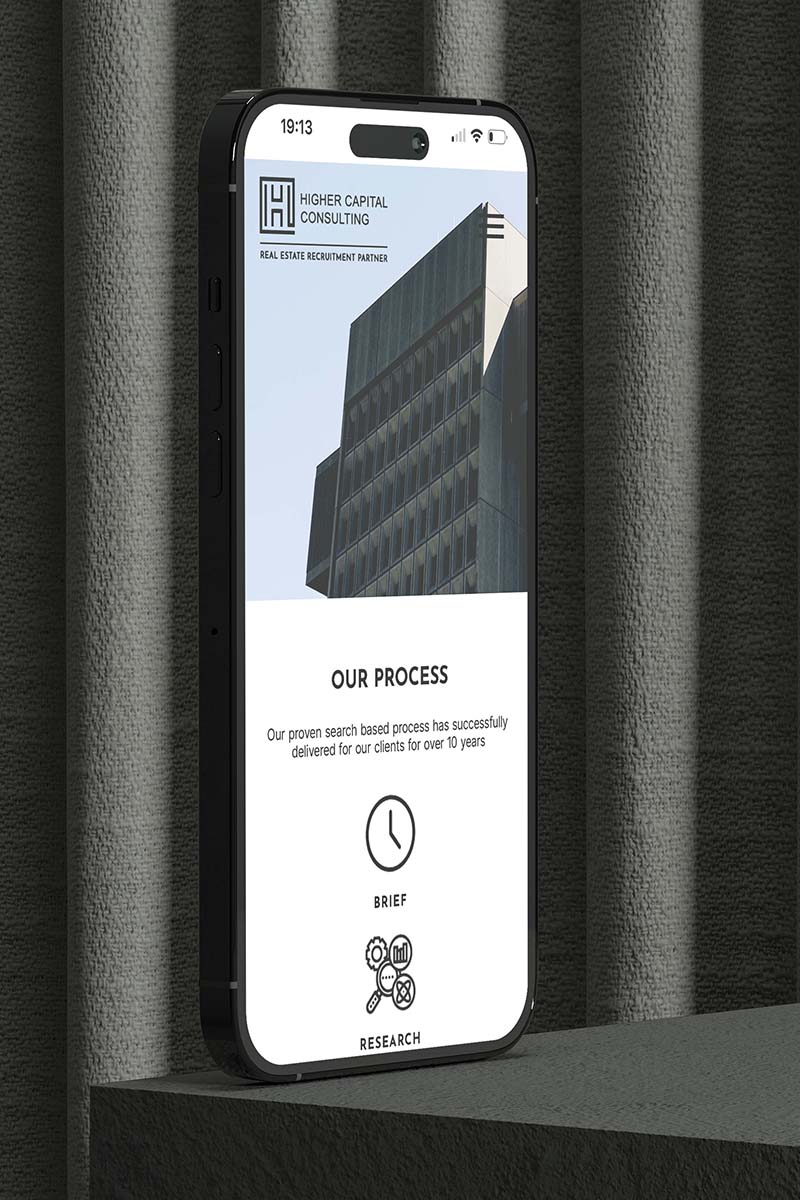 19:13
HIGHER CAPITAL
CONSULTING
REAL ESTATE RECRUITMENT PARTNER
OUR PROCESS
Our proven search based process has successfully
delivered for our clients for over 10 years
BRIEF
RESEARCH